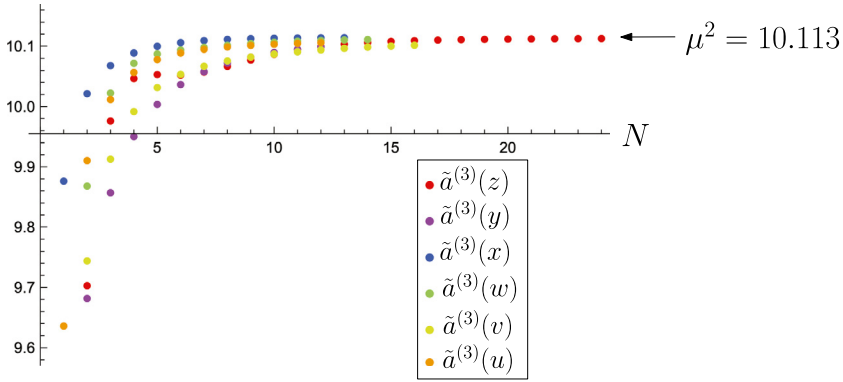 10.1
μ² = 10.113
10.0
N
5 10 15 20
9.9
ã⁽³⁾(z)
9.8
ã⁽³⁾(y)
ã⁽³⁾(x)
9.7
ã⁽³⁾(w)
ã⁽³⁾(v)
9.6
ã⁽³⁾(u)